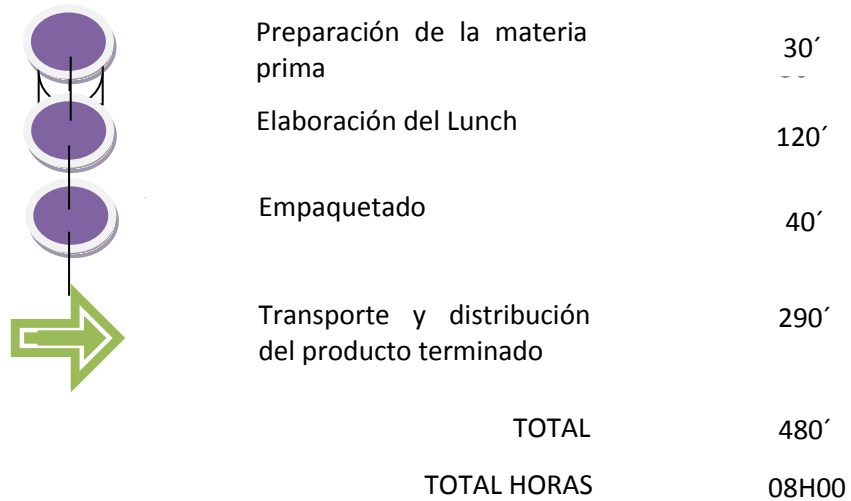 Preparación de la materia prima 30´
Elaboración del Lunch 120´
Empaquetado 40´
Transporte y distribución del producto terminado 290´
TOTAL 480´
TOTAL HORAS 08H00